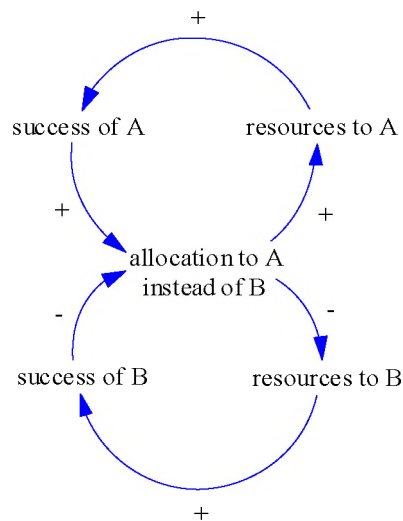 +
success of A
resources to A
+
+
allocation to A
instead of B
-
-
success of B
resources to B
+